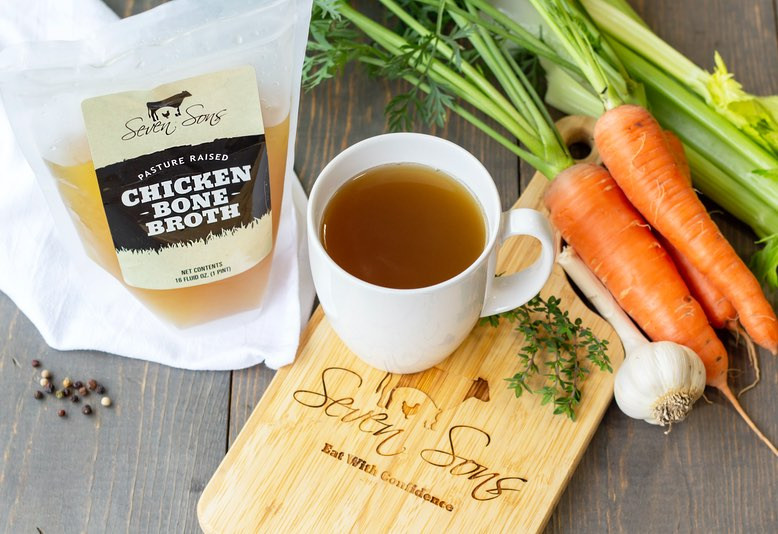 Seven Sons
PASTURE RAISED
CHICKEN
BONE
BROTH
NET CONTENTS
16 FLUID OZ. (1 PINT)
Seven Sons
Eat With Confidence